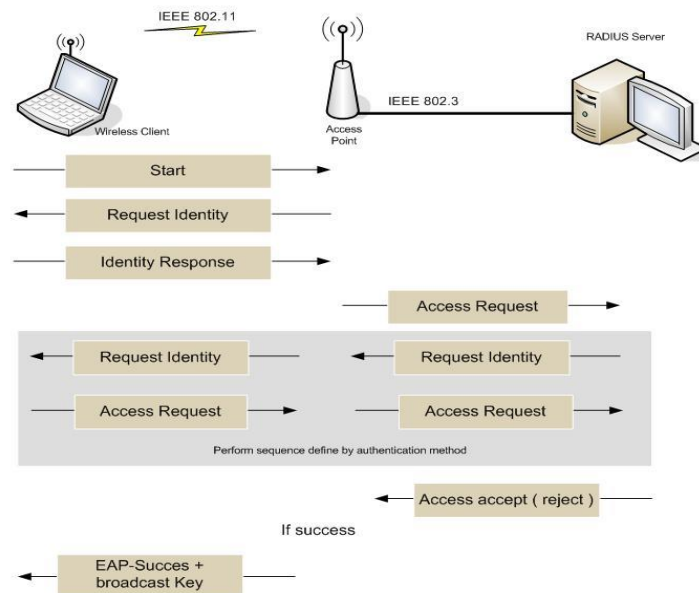 IEEE 802.11
RADIUS Server
IEEE 802.3
Wireless Client
Access
Point
Start
Request Identity
Identity Response
Access Request
Request Identity
Request Identity
Access Request
Access Request
Perform sequence define by authentication method
Access accept ( reject )
If success
EAP-Succes +
broadcast Key